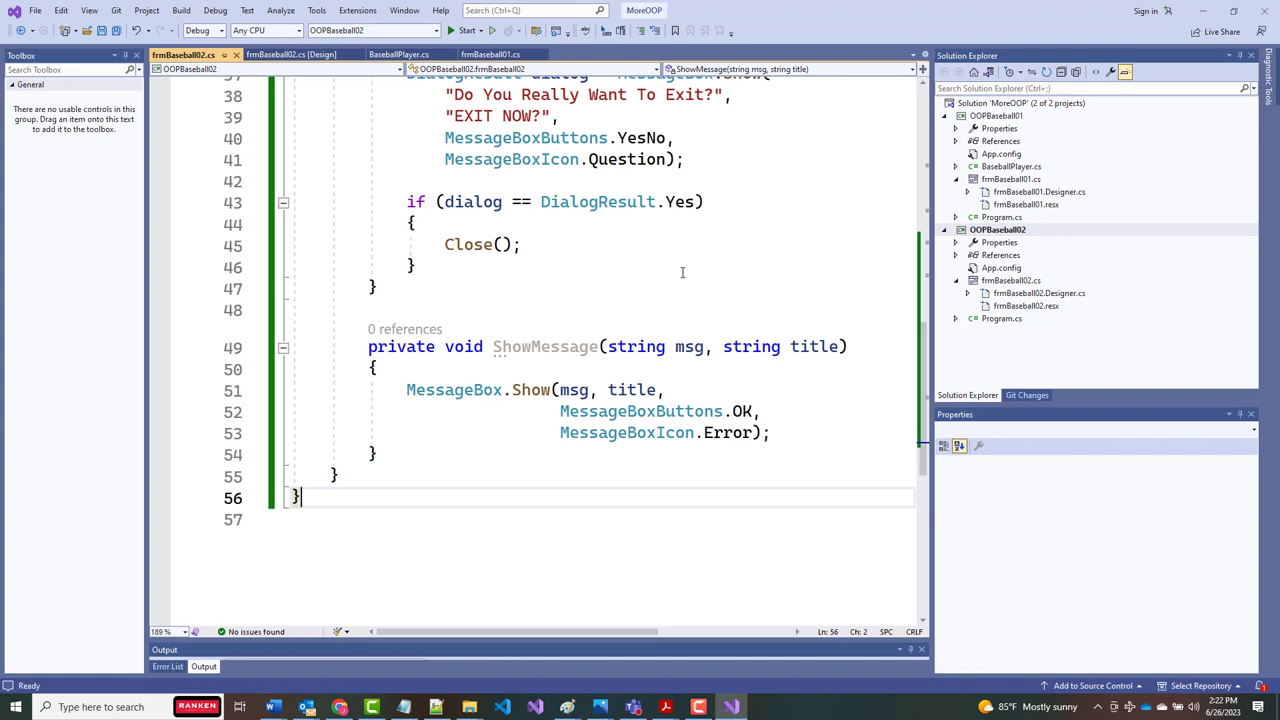 File Edit View Git Project Build Debug Test Analyze Tools Extensions Window Help Search (Ctrl+Q) MoreOOP Sign in
Debug Any CPU OOPBaseball02 Start Live Share
Toolbox
Search Toolbox
General
There are no usable controls in this
group. Drag an item onto this text
to add it to the toolbox.
frmBaseball02.cs frmBaseball02.cs [Design] BaseballPlayer.cs frmBaseball01.cs
OOPBaseball02 OOPBaseball02.frmBaseball02 ShowMessage(string msg, string title)
38 "Do You Really Want To Exit?",
39 "EXIT NOW?",
40 MessageBoxButtons.YesNo,
41 MessageBoxIcon.Question);
42
43 if (dialog == DialogResult.Yes)
44 {
45 Close();
46 }
47 }
48
0 references
49 private void ShowMessage(string msg, string title)
50 {
51 MessageBox.Show(msg, title,
52 MessageBoxButtons.OK,
53 MessageBoxIcon.Error);
54 }
55 }
56 }
57
189 % No issues found Ln: 56 Ch: 2 SPC CRLF
Output
Error List Output
Solution Explorer
Search Solution Explorer (Ctrl+;)
Solution 'MoreOOP' (2 of 2 projects)
OOPBaseball01
Properties
References
App.config
BaseballPlayer.cs
frmBaseball01.cs
frmBaseball01.Designer.cs
frmBaseball01.resx
Program.cs
OOPBaseball02
Properties
References
App.config
frmBaseball02.cs
frmBaseball02.Designer.cs
frmBaseball02.resx
Program.cs
Solution Explorer Git Changes
Properties
Diagnostic Tools
Ready Add to Source Control Select Repository
Type here to search RANKEN 85°F Mostly sunny 2:22 PM
6/26/2023